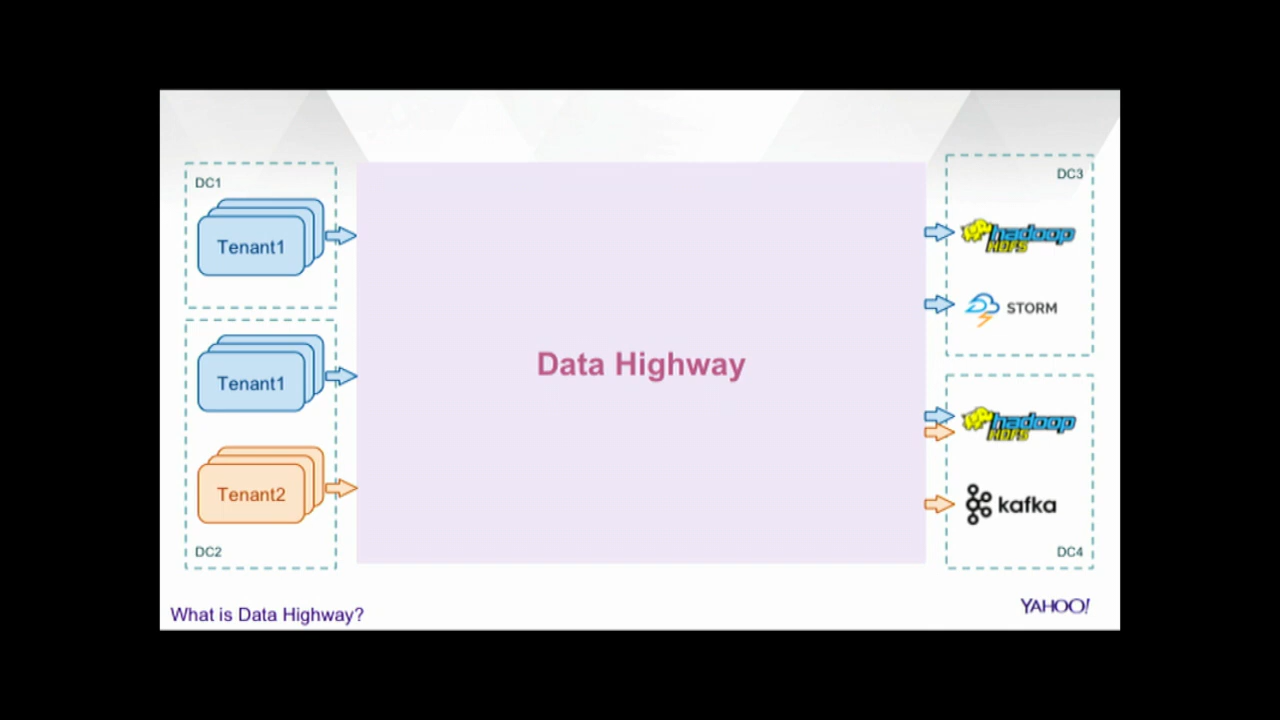 DC1
Tenant1
Tenant1
Tenant2
DC2
Data Highway
DC3
hadoop
HDFS
STORM
hadoop
HDFS
kafka
DC4
What is Data Highway?
YAHOO!